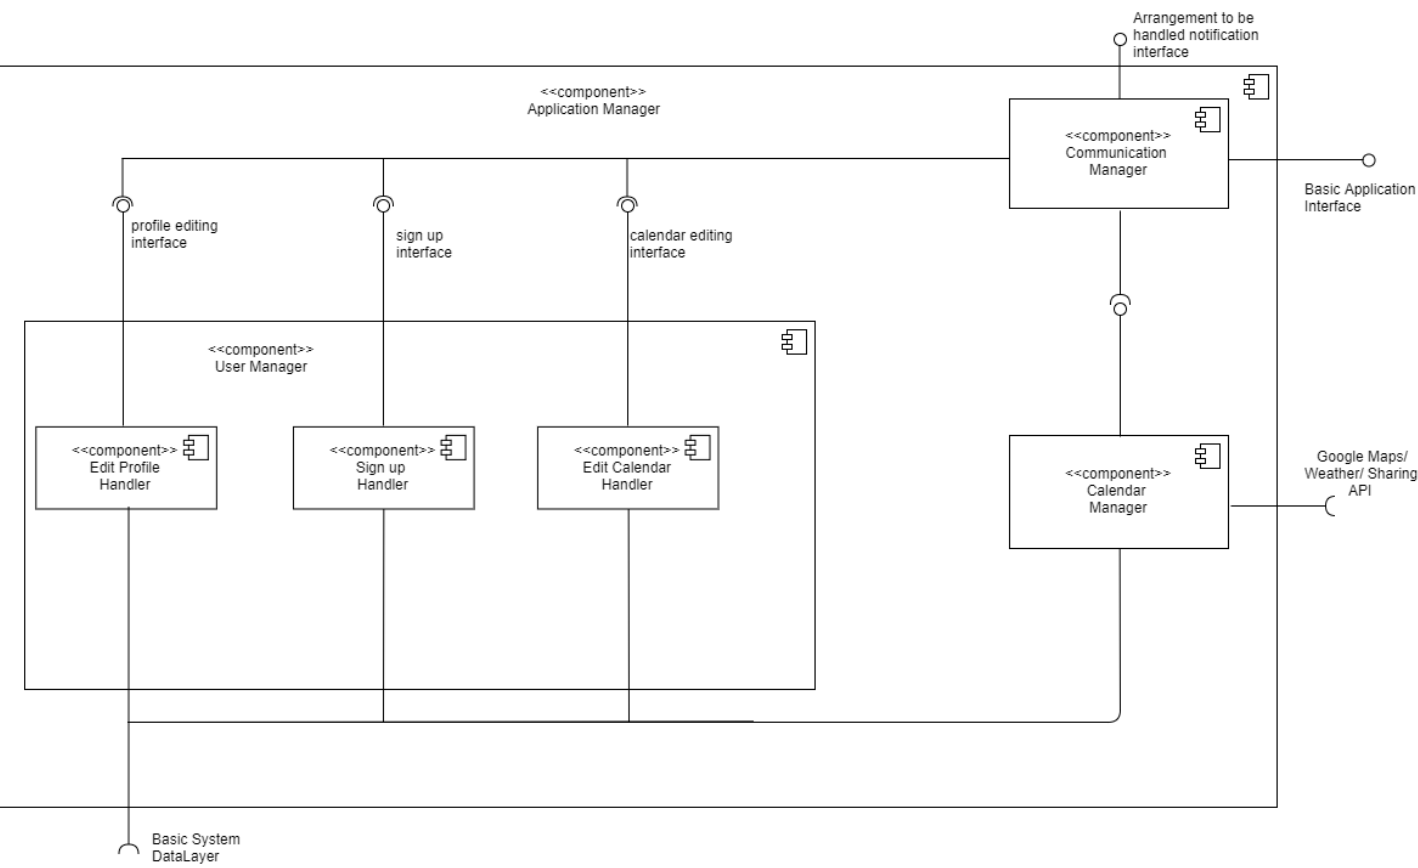 Arrangement to be
handled notification
interface
<<component>>
Application Manager
<<component>>
Communication
Manager
Basic Application
Interface
profile editing
interface
sign up
interface
calendar editing
interface
<<component>>
User Manager
<<component>>
Edit Profile
Handler
<<component>>
Sign up
Handler
<<component>>
Edit Calendar
Handler
<<component>>
Calendar
Manager
Google Maps/
Weather/ Sharing
API
Basic System
DataLayer